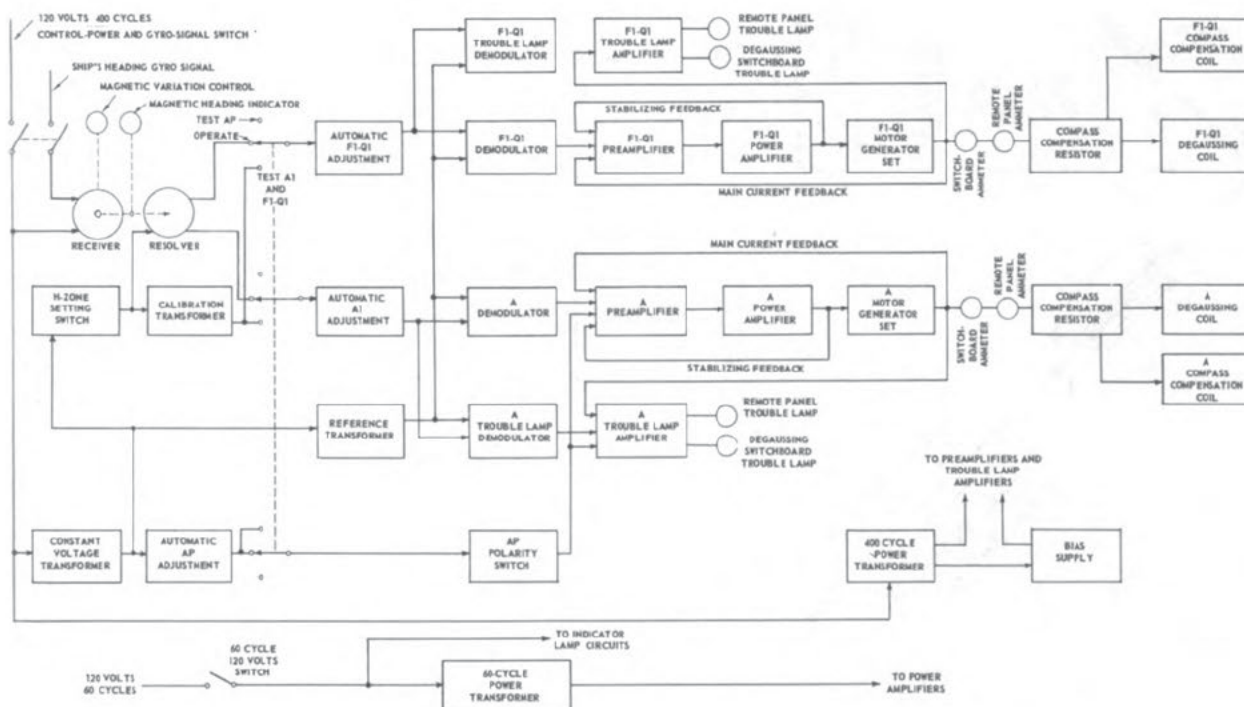 120 VOLTS 400 CYCLES
CONTROL-POWER AND GYRO-SIGNAL SWITCH
SHIP'S HEADING GYRO SIGNAL
MAGNETIC VARIATION CONTROL
MAGNETIC HEADING INDICATOR
TEST AP
OPERATE
TEST A1
AND
F1-Q1
RECEIVER
RESOLVER
AUTOMATIC
F1-Q1
ADJUSTMENT
F1-Q1
TROUBLE LAMP
DEMODULATOR
F1-Q1
TROUBLE LAMP
AMPLIFIER
REMOTE PANEL
TROUBLE LAMP
DEGAUSSING
SWITCHBOARD
TROUBLE LAMP
STABILIZING FEEDBACK
F1-Q1
DEMODULATOR
F1-Q1
PREAMPLIFIER
F1-Q1
POWER
AMPLIFIER
F1-Q1
MOTOR
GENERATOR
SET
MAIN CURRENT FEEDBACK
SWITCH-
BOARD
AMMETER
REMOTE
PANEL
AMMETER
COMPASS
COMPENSATION
RESISTOR
F1-Q1
COMPASS
COMPENSATION
COIL
F1-Q1
DEGAUSSING
COIL
H-ZONE
SETTING
SWITCH
CALIBRATION
TRANSFORMER
AUTOMATIC
A1
ADJUSTMENT
MAIN CURRENT FEEDBACK
A
DEMODULATOR
A
PREAMPLIFIER
A
POWER
AMPLIFIER
A
MOTOR
GENERATOR
SET
STABILIZING FEEDBACK
SWITCH-
BOARD
AMMETER
REMOTE
PANEL
AMMETER
COMPASS
COMPENSATION
RESISTOR
A
DEGAUSSING
COIL
A
COMPASS
COMPENSATION
COIL
REFERENCE
TRANSFORMER
A
TROUBLE LAMP
DEMODULATOR
A
TROUBLE LAMP
AMPLIFIER
REMOTE PANEL
TROUBLE LAMP
DEGAUSSING
SWITCHBOARD
TROUBLE LAMP
TO PREAMPLIFIERS AND
TROUBLE LAMP
AMPLIFIERS
CONSTANT
VOLTAGE
TRANSFORMER
AUTOMATIC
AP
ADJUSTMENT
AP
POLARITY
SWITCH
400 CYCLE
POWER
TRANSFORMER
BIAS
SUPPLY
60 CYCLE
120 VOLTS
SWITCH
TO INDICATOR
LAMP CIRCUITS
120 VOLTS
60 CYCLES
60-CYCLE
POWER
TRANSFORMER
TO POWER
AMPLIFIERS